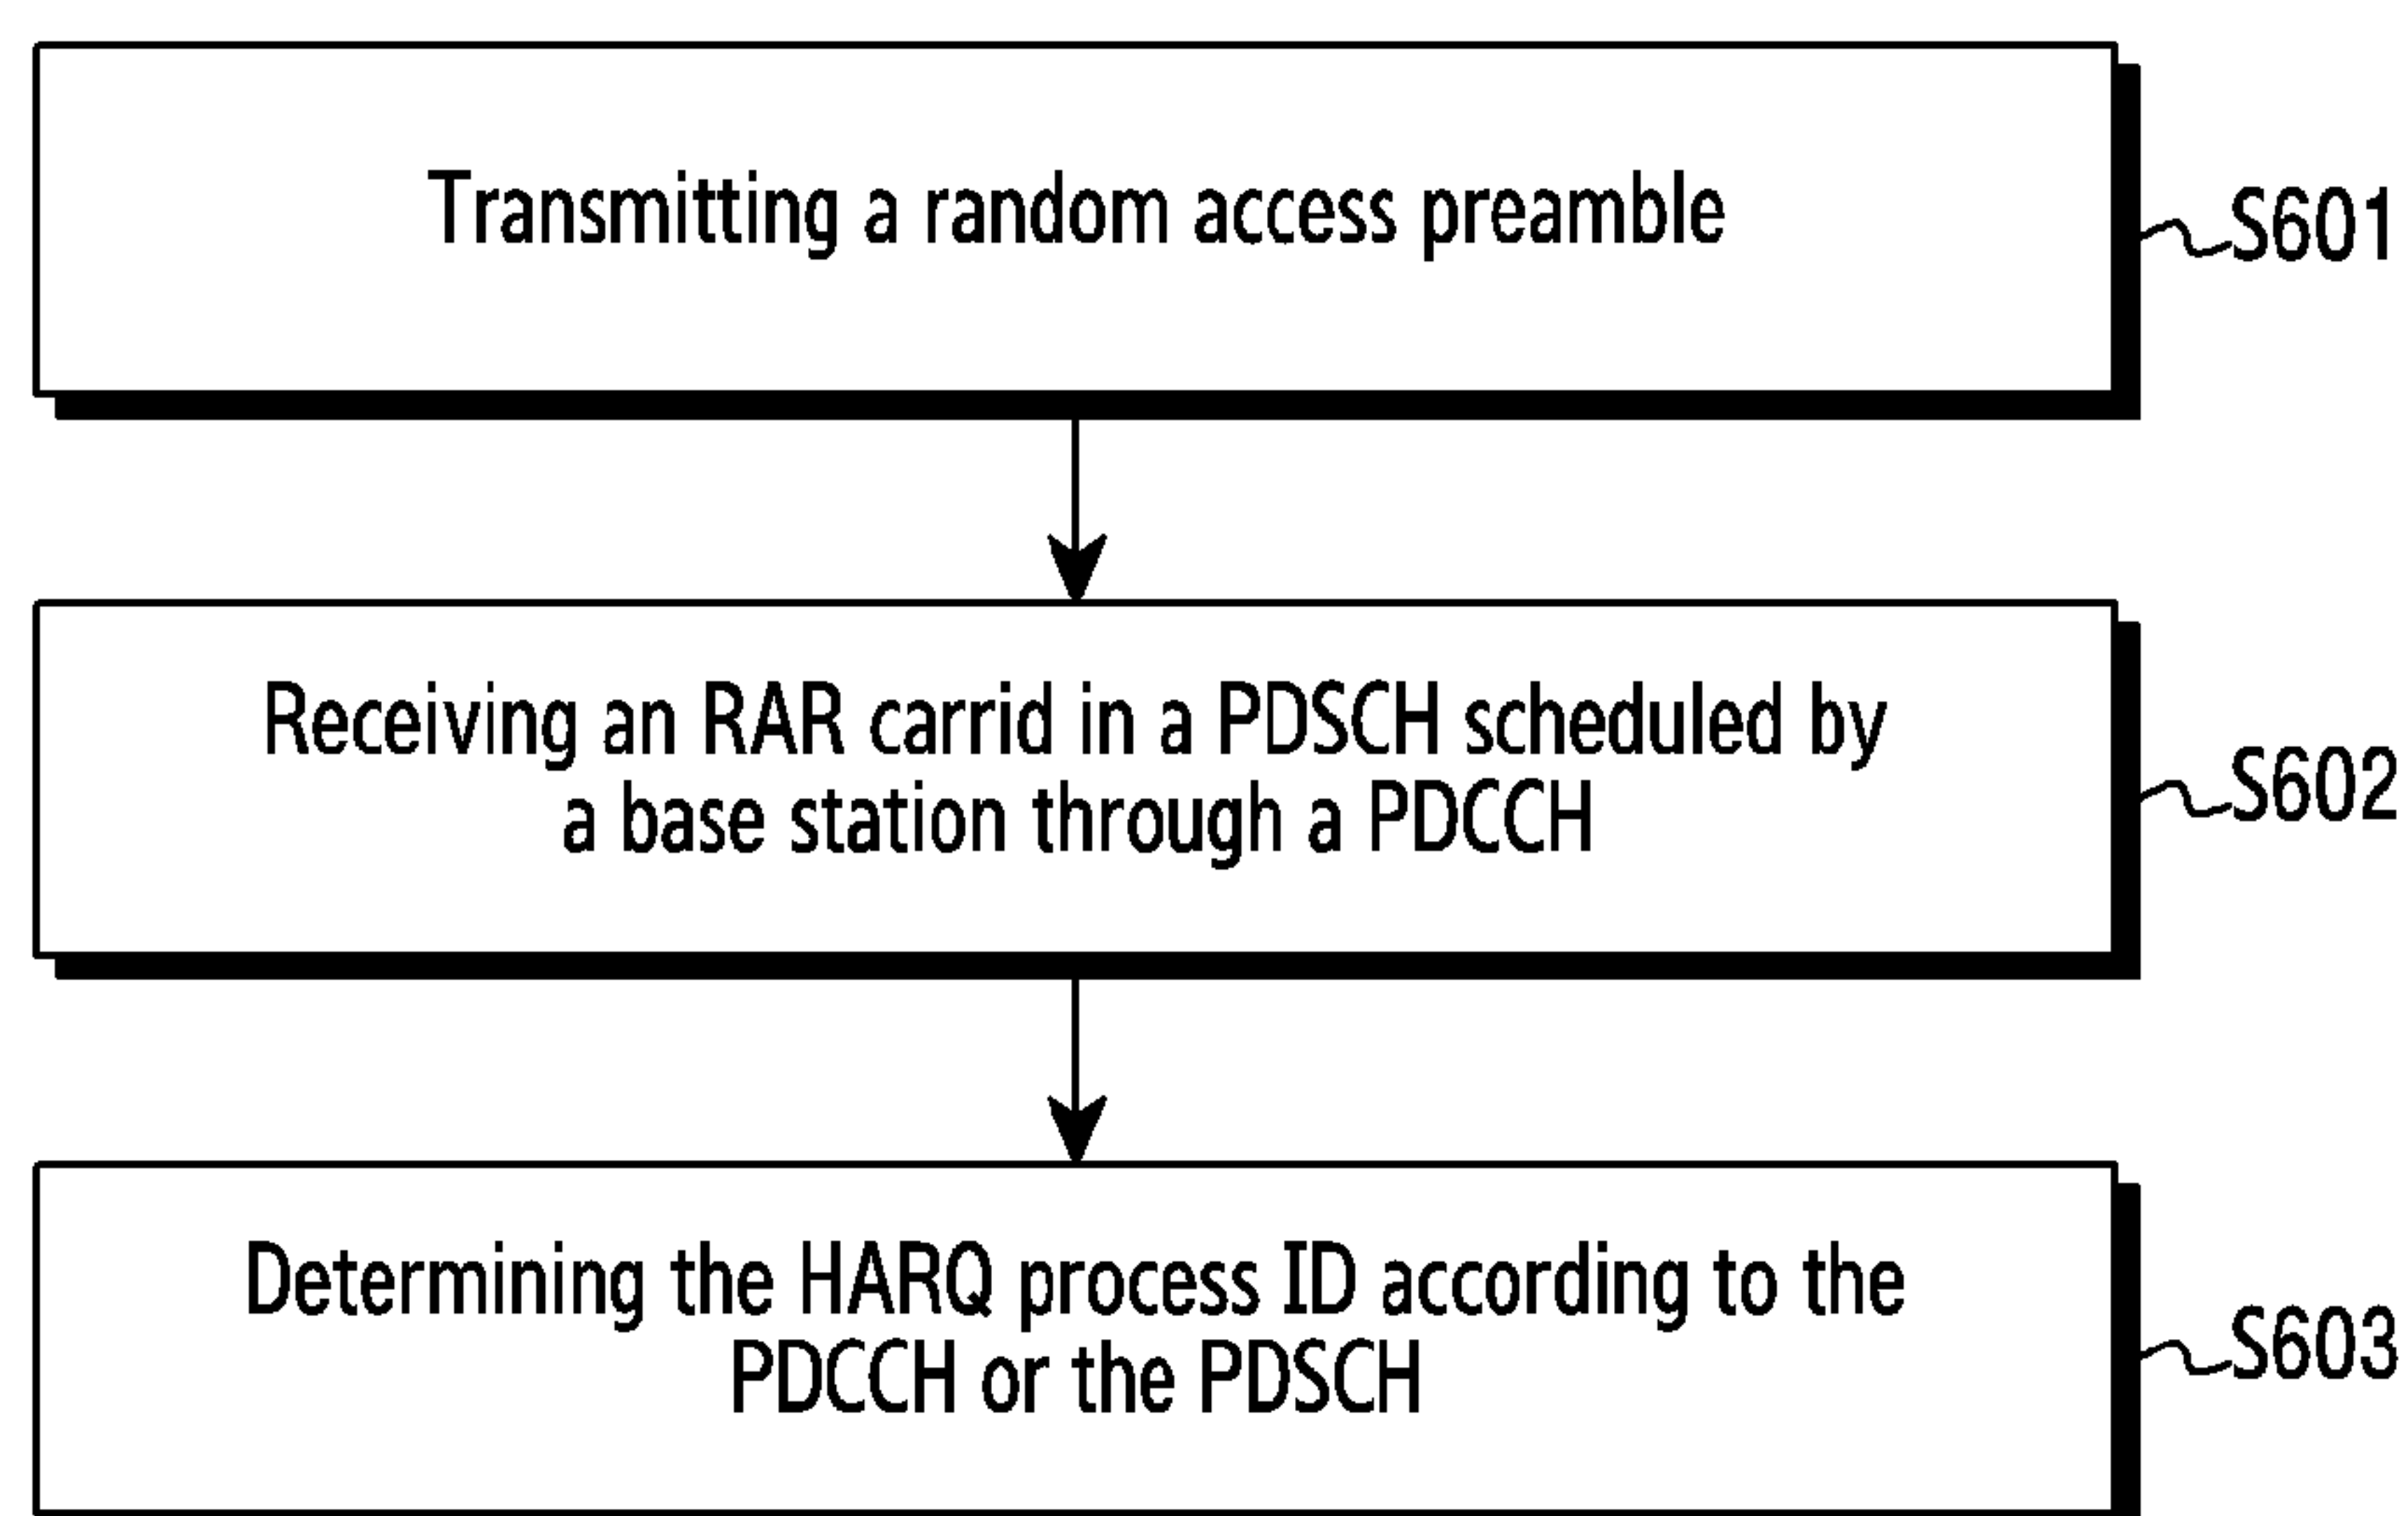 Transmitting a random access preamble
S601
Receiving an RAR carrid in a PDSCH scheduled by
a base station through a PDCCH
S602
Determining the HARQ process ID according to the
PDCCH or the PDSCH
S603